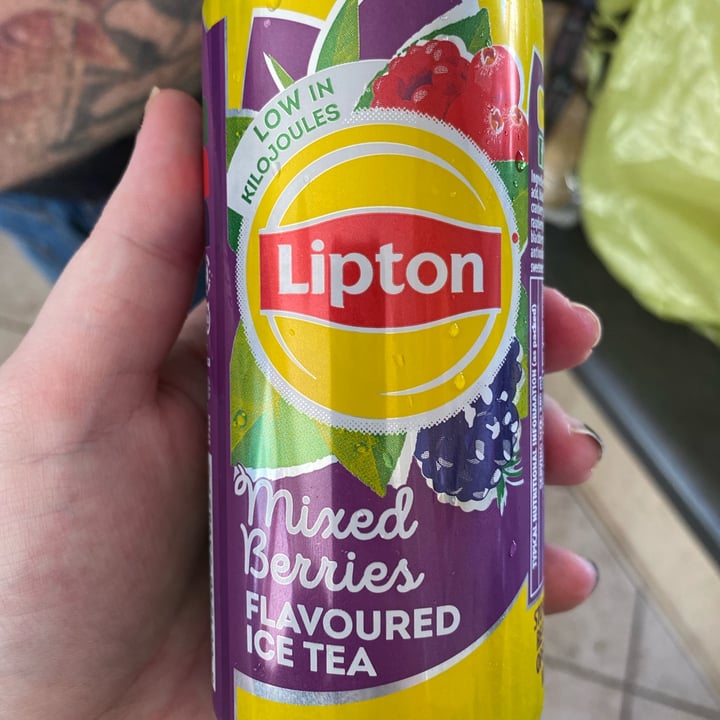 LOW IN
KILOJOULES
Lipton
Mixed
Berries
FLAVOURED
ICE TEA
TYPICAL NUTRITIONAL INFORMATION (as packed)